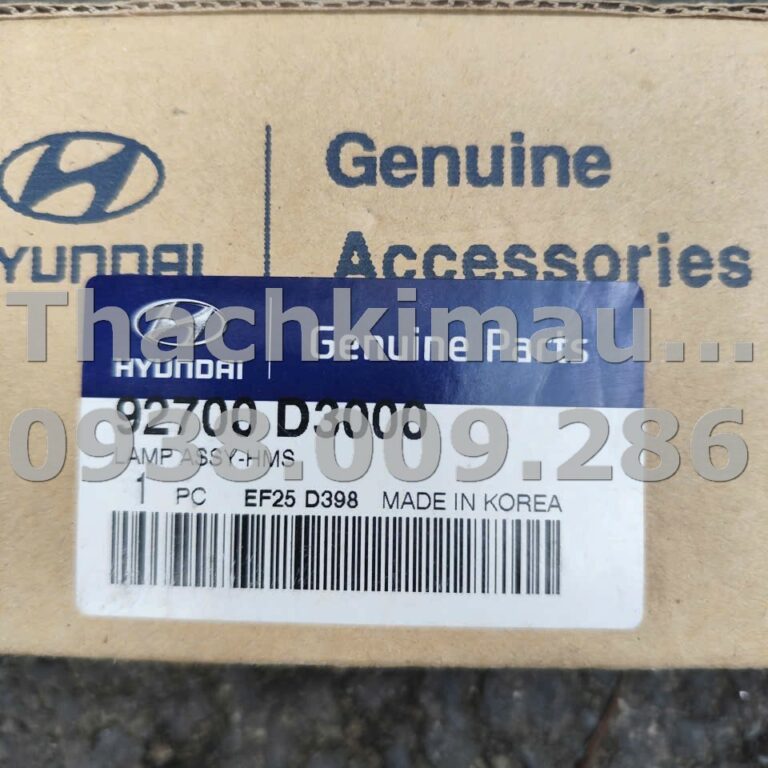 Genuine
Accessories
HYUNDAI
Thachkimau...
HYUNDAI
Genuine Parts
92700 D3000
0938.009.286
LAMP ASSY-HMS
1 PC EF25 D398 MADE IN KOREA